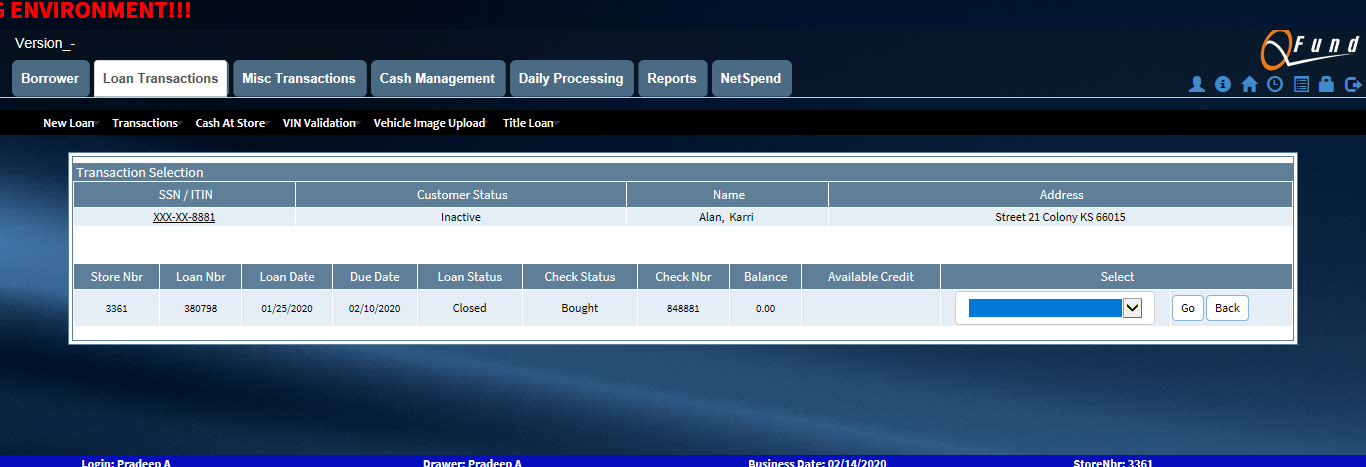 G ENVIRONMENT!!!
Version_-
QFund
Borrower Loan Transactions Misc Transactions Cash Management Daily Processing Reports NetSpend
New Loan Transactions Cash At Store VIN Validation Vehicle Image Upload Title Loan
Transaction Selection
SSN / ITIN Customer Status Name Address
XXX-XX-8881 Inactive Alan, Karri Street 21 Colony KS 66015
Store Nbr Loan Nbr Loan Date Due Date Loan Status Check Status Check Nbr Balance Available Credit Select
3361 380798 01/25/2020 02/10/2020 Closed Bought 848881 0.00 Go Back
Login: Pradeep A Drawer: Pradeep A Business Date: 02/14/2020 StoreNbr: 3361